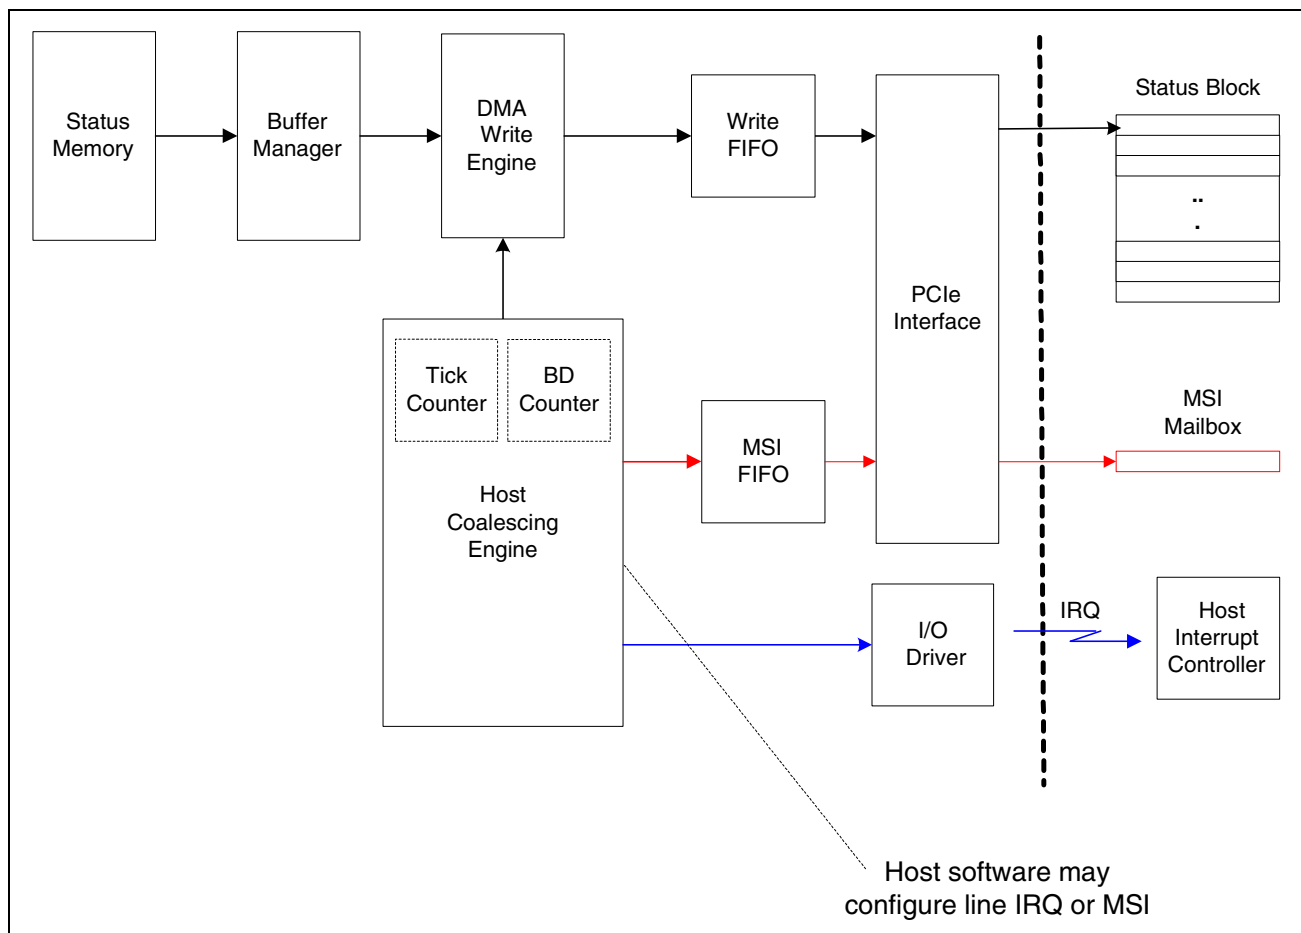 Status
Memory
Buffer
Manager
DMA
Write
Engine
Write
FIFO
PCIe
Interface
Status Block
..
.
Tick
Counter
BD
Counter
Host
Coalescing
Engine
MSI
FIFO
MSI
Mailbox
I/O
Driver
IRQ
Host
Interrupt
Controller
Host software may
configure line IRQ or MSI